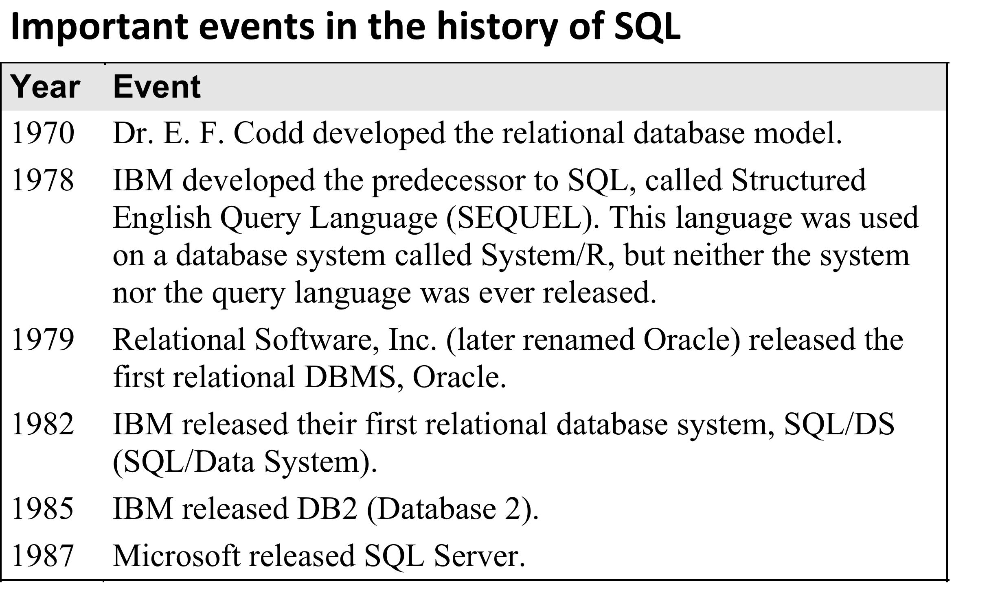 Important events in the history of SQL
Year Event
1970 Dr. E. F. Codd developed the relational database model.
1978 IBM developed the predecessor to SQL, called Structured
English Query Language (SEQUEL). This language was used
on a database system called System/R, but neither the system
nor the query language was ever released.
1979 Relational Software, Inc. (later renamed Oracle) released the
first relational DBMS, Oracle.
1982 IBM released their first relational database system, SQL/DS
(SQL/Data System).
1985 IBM released DB2 (Database 2).
1987 Microsoft released SQL Server.